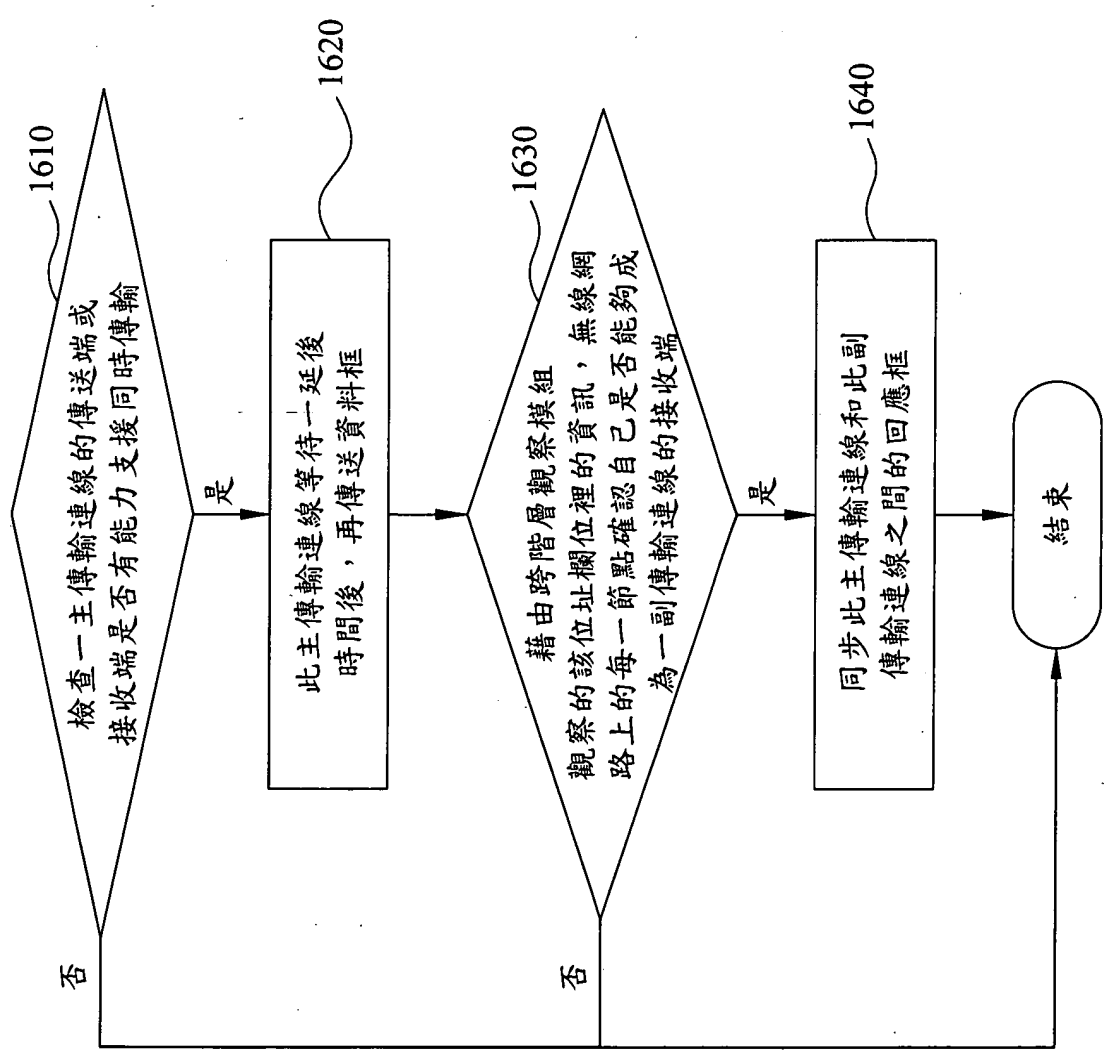 1610
檢查一主傳輸連線的傳送端或
接收端是否有能力支援同時傳輸
否
是
1620
此主傳輸連線等待一延後
時間後，再傳送資料框
1630
藉由跨階層觀察模組
觀察的該位址欄位裡的資訊，無線網
路上的每一節點確認自己是否能夠成
為一副傳輸連線的接收端
否
是
1640
同步此主傳輸連線和此副
傳輸連線之間的回應框
結束